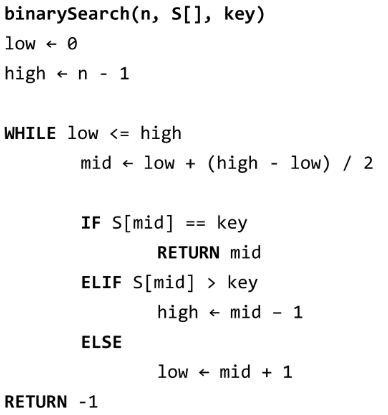 binarySearch(n, S[], key)
low ← 0
high ← n - 1
WHILE low <= high
mid ← low + (high - low) / 2
IF S[mid] == key
RETURN mid
ELIF S[mid] > key
high ← mid – 1
ELSE
low ← mid + 1
RETURN -1